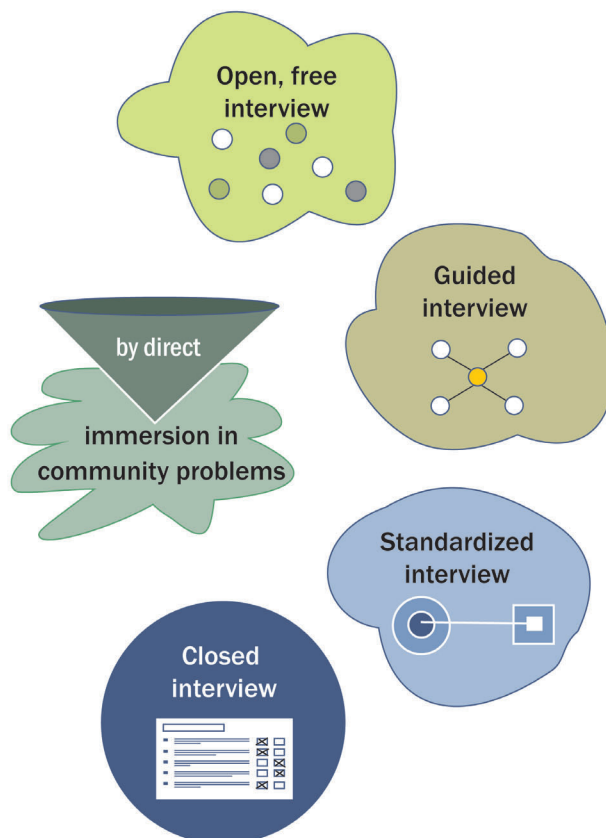 Open, free
interview
Guided
interview
by direct
immersion in
community problems
Standardized
interview
Closed
interview